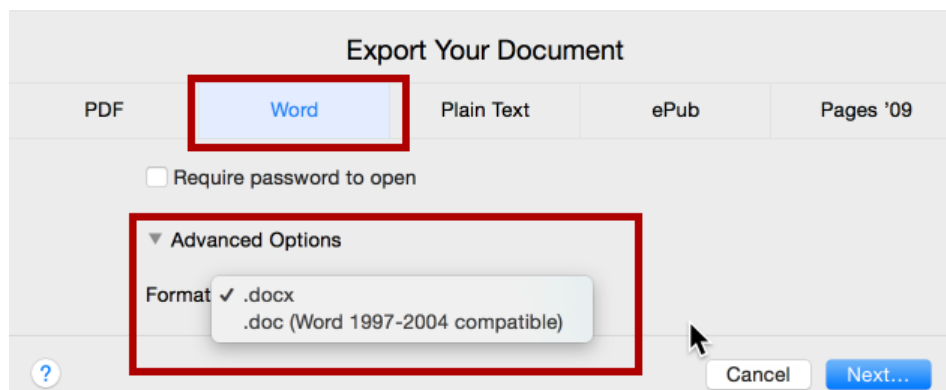 Export Your Document
PDF Word Plain Text ePub Pages '09
Require password to open
Advanced Options
Format ✓ .docx
.doc (Word 1997-2004 compatible)
? Cancel Next...